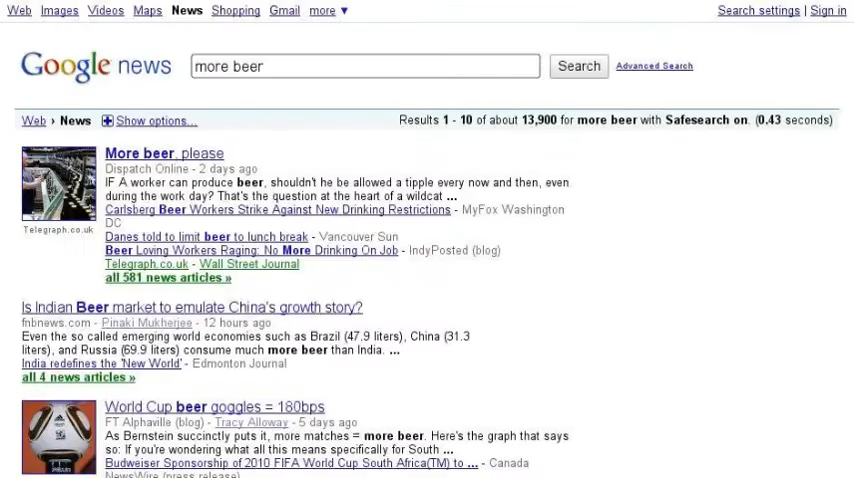 Web Images Videos Maps News Shopping Gmail more ▼ Search settings | Sign in
Google news more beer Search Advanced Search
Web › News Show options... Results 1 - 10 of about 13,900 for more beer with Safesearch on. (0.43 seconds)
More beer, please
Dispatch Online - 2 days ago
IF A worker can produce beer, shouldn't he be allowed a tipple every now and then, even
during the work day? That's the question at the heart of a wildcat ...
Carlsberg Beer Workers Strike Against New Drinking Restrictions - MyFox Washington
DC
Telegraph.co.uk
Danes told to limit beer to lunch break - Vancouver Sun
Beer Loving Workers Raging: No More Drinking On Job - IndyPosted (blog)
Telegraph.co.uk - Wall Street Journal
all 581 news articles »
Is Indian Beer market to emulate China's growth story?
fnbnews.com - Pinaki Mukherjee - 12 hours ago
Even the so called emerging world economies such as Brazil (47.9 liters), China (31.3
liters), and Russia (69.9 liters) consume much more beer than India. ...
India redefines the 'New World' - Edmonton Journal
all 4 news articles »
World Cup beer goggles = 180bps
FT Alphaville (blog) - Tracy Alloway - 5 days ago
As Bernstein succinctly puts it, more matches = more beer. Here's the graph that says
so: If you're wondering what all this means specifically for South ...
Budweiser Sponsorship of 2010 FIFA World Cup South Africa(TM) to ... - Canada
NewsWire (press release)